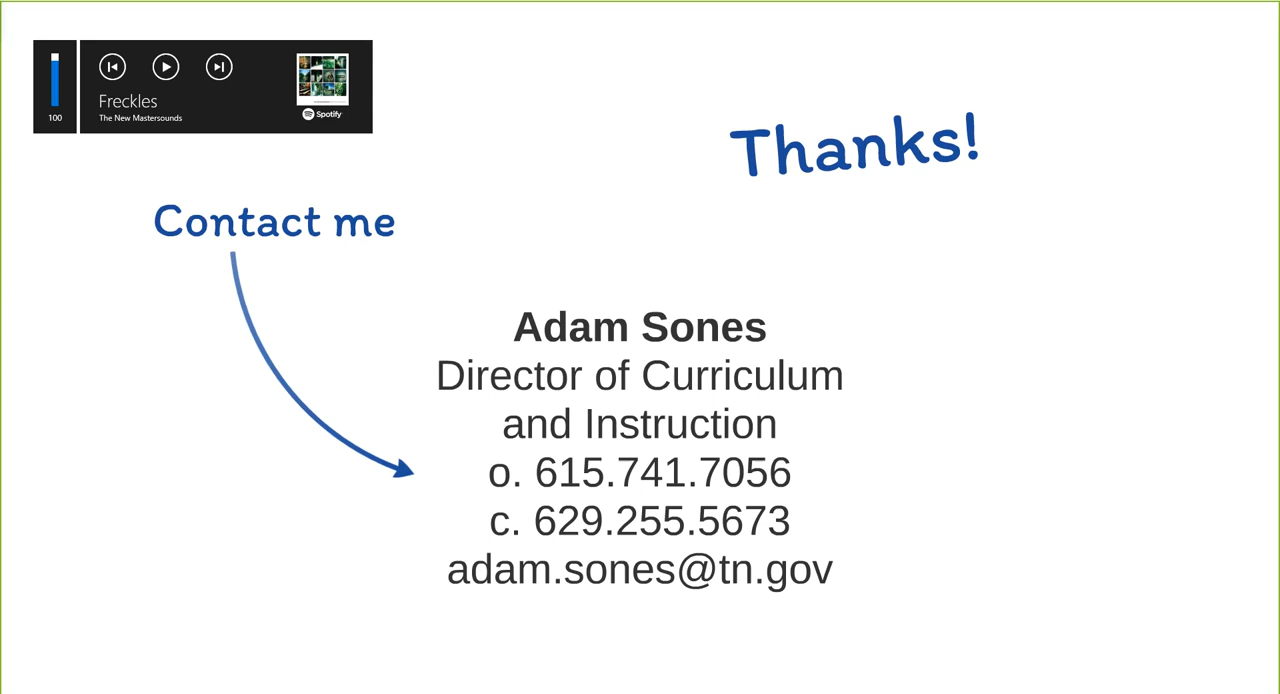 100
Freckles
The New Mastersounds
Spotify
Thanks!
Contact me
Adam Sones
Director of Curriculum
and Instruction
o. 615.741.7056
c. 629.255.5673
adam.sones@tn.gov